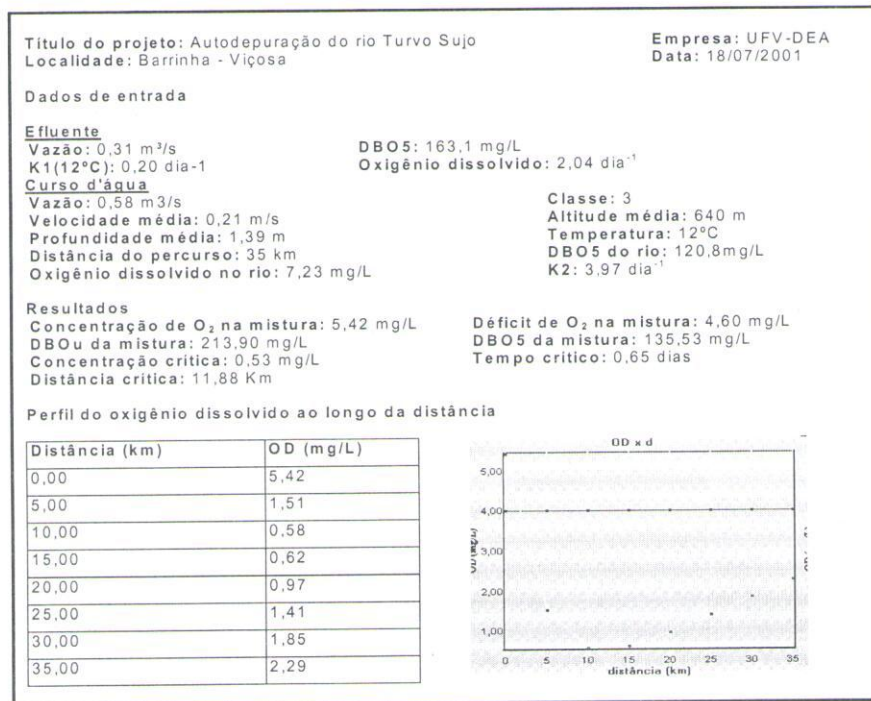 Título do projeto: Autodepuração do rio Turvo Sujo Empresa: UFV-DEA
Localidade: Barrinha - Viçosa Data: 18/07/2001
Dados de entrada
Efluente
Vazão: 0,31 m³/s DBO5: 163,1 mg/L
K1(12ºC): 0,20 dia-1 Oxigênio dissolvido: 2,04 dia⁻¹
Curso d'água
Vazão: 0,58 m3/s Classe: 3
Velocidade média: 0,21 m/s Altitude média: 640 m
Profundidade média: 1,39 m Temperatura: 12ºC
Distância do percurso: 35 km DBO5 do rio: 120,8mg/L
Oxigênio dissolvido no rio: 7,23 mg/L K2: 3,97 dia⁻¹
Resultados
Concentração de O₂ na mistura: 5,42 mg/L Déficit de O₂ na mistura: 4,60 mg/L
DBOu da mistura: 213,90 mg/L DBO5 da mistura: 135,53 mg/L
Concentração crítica: 0,53 mg/L Tempo crítico: 0,65 dias
Distância crítica: 11,88 Km
Perfil do oxigênio dissolvido ao longo da distância
Distância (km) OD (mg/L)
0,00 5,42
5,00 1,51
10,00 0,58
15,00 0,62
20,00 0,97
25,00 1,41
30,00 1,85
35,00 2,29
OD x d
5,00
4,00
3,00
2,00
1,00
0 5 10 15 20 25 30 35
distância (km)